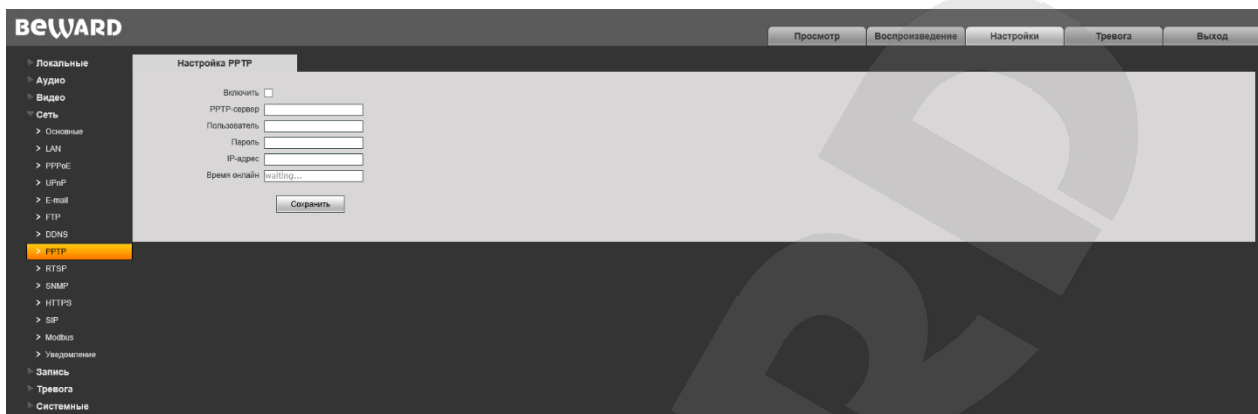 BEWARD
Просмотр
Воспроизведение
Настройки
Тревога
Выход
Локальные
Аудио
Видео
Сеть
> Основные
> LAN
> PPPoE
> UPnP
> E-mail
> FTP
> DDNS
> PPTP
> RTSP
> SNMP
> HTTPS
> SIP
> Modbus
> Уведомление
Запись
Тревога
Системные
Настройка PPTP
Включить
PPTP-сервер
Пользователь
Пароль
IP-адрес
Время онлайн waiting...
Сохранить
RD